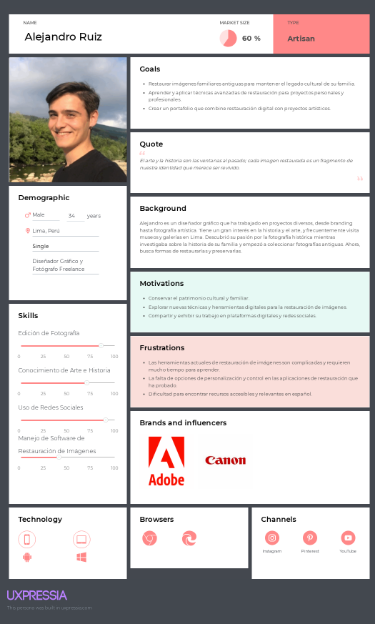 NAME
Alejandro Ruiz
MARKET SIZE
60 %
TYPE
Artisan
Goals
Restaurar imágenes familiares antiguas para mantener el legado cultural de su familia.
Aprender y aplicar técnicas avanzadas de restauración para proyectos personales y
profesionales.
Crear un portafolio que combine restauración digital con proyectos artísticos.
Quote
El arte y la historia son las ventanas al pasado; cada imagen restaurada es un fragmento de
nuestra identidad que merece ser revivido.
Demographic
Male
34 years
Lima, Perú
Single
Diseñador Gráfico y
Fotógrafo Freelance
Background
Alejandro es un diseñador gráfico que ha trabajado en proyectos diversos, desde branding
hasta fotografía artística. Tiene un gran interés en la historia y el arte, y frecuentemente visita
museos y galerías en Lima. Descubrió su pasión por la fotografía histórica mientras
investigaba sobre la historia de su familia y empezó a coleccionar fotografías antiguas. Ahora,
busca formas de restaurarlas y preservarlas.
Motivations
Conservar el patrimonio cultural y familiar.
Explorar nuevas técnicas y herramientas digitales para la restauración de imágenes.
Compartir y exhibir su trabajo en plataformas digitales y redes sociales.
Skills
Edición de Fotografía
0 25 50 75 100
Conocimiento de Arte e Historia
0 25 50 75 100
Uso de Redes Sociales
0 25 50 75 100
Manejo de Software de
Restauración de Imágenes
0 25 50 75 100
Frustrations
Las herramientas actuales de restauración de imágenes son complicadas y requieren
mucho tiempo para aprender.
La falta de opciones de personalización y control en las aplicaciones de restauración que
ha probado.
Dificultad para encontrar recursos accesibles y relevantes en español.
Brands and influencers
Adobe
Canon
Technology
Browsers
Channels
Instagram
Pinterest
YouTube
UXPRESSIA
This persona was built in uxpressia.com